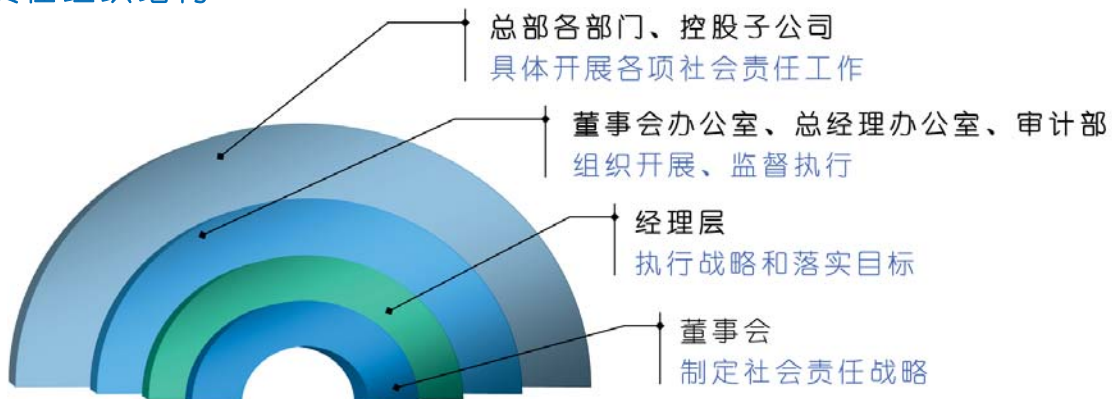 总部各部门、控股子公司
具体开展各项社会责任工作
董事会办公室、总经理办公室、审计部
组织开展、监督执行
经理层
执行战略和落实目标
董事会
制定社会责任战略